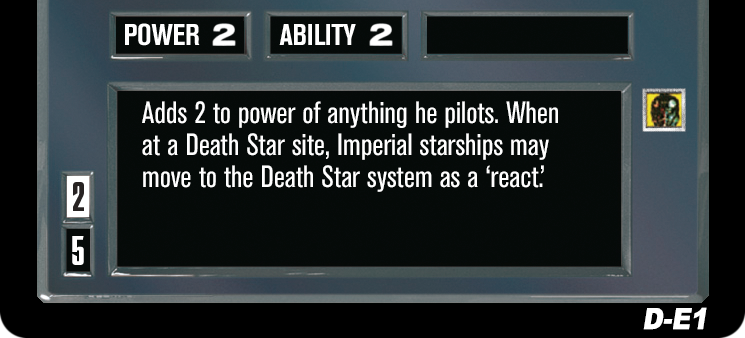 POWER 2 ABILITY 2
Adds 2 to power of anything he pilots. When
at a Death Star site, Imperial starships may
move to the Death Star system as a ‘react.’
2
5
D-E1